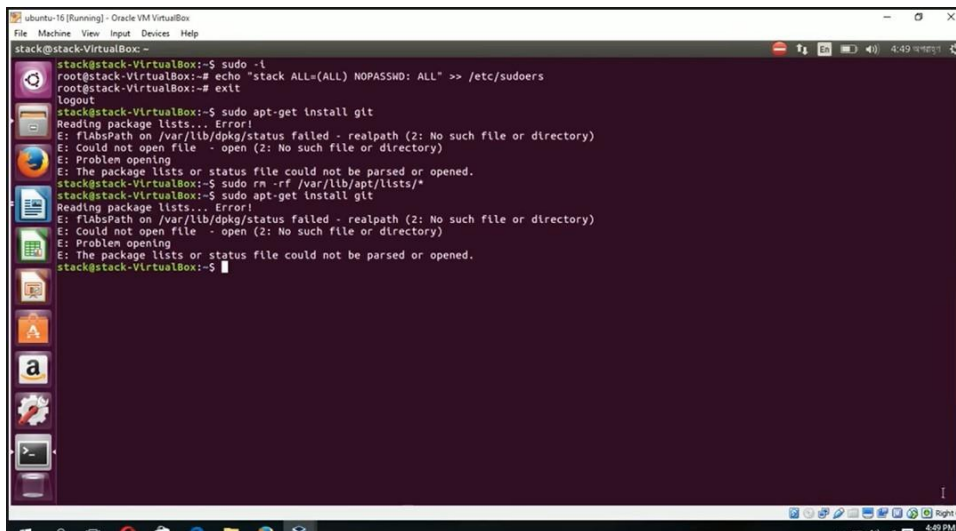 ubuntu-16 [Running] - Oracle VM VirtualBox
File Machine View Input Devices Help
stack@stack-VirtualBox: ~
En
4:49 অপরাহ্ণ
stack@stack-VirtualBox:~$ sudo -i
root@stack-VirtualBox:~# echo "stack ALL=(ALL) NOPASSWD: ALL" >> /etc/sudoers
root@stack-VirtualBox:~# exit
logout
stack@stack-VirtualBox:~$ sudo apt-get install git
Reading package lists... Error!
E: flAbsPath on /var/lib/dpkg/status failed - realpath (2: No such file or directory)
E: Could not open file  - open (2: No such file or directory)
E: Problem opening
E: The package lists or status file could not be parsed or opened.
stack@stack-VirtualBox:~$ sudo rm -rf /var/lib/apt/lists/*
stack@stack-VirtualBox:~$ sudo apt-get install git
Reading package lists... Error!
E: flAbsPath on /var/lib/dpkg/status failed - realpath (2: No such file or directory)
E: Could not open file  - open (2: No such file or directory)
E: Problem opening
E: The package lists or status file could not be parsed or opened.
stack@stack-VirtualBox:~$
a
Right
4:49 PM